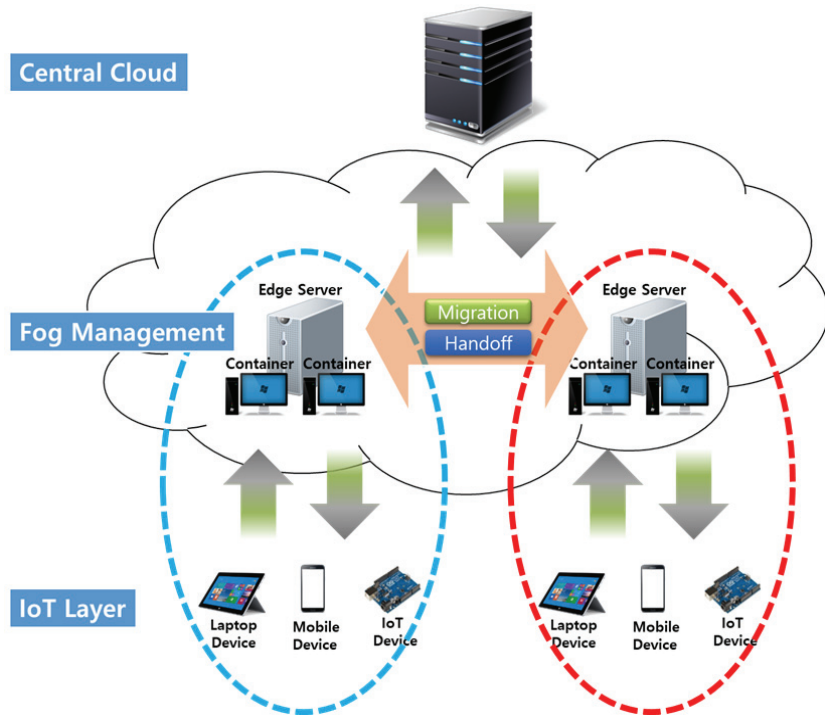 Central Cloud
Edge Server
Edge Server
Fog Management
Migration
Handoff
Container
Container
Container
Container
IoT Layer
Laptop
Device
Mobile
Device
IoT
Device
Laptop
Device
Mobile
Device
IoT
Device